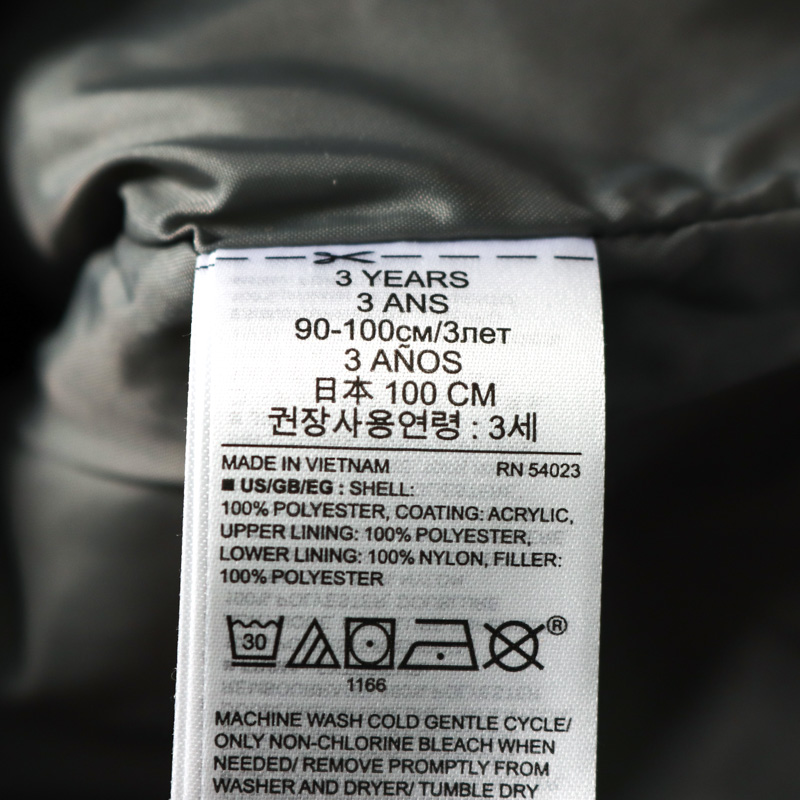 3 YEARS
3 ANS
90-100см/3лет
3 AÑOS
日本 100 CM
권장사용연령 : 3세
MADE IN VIETNAM RN 54023
■ US/GB/EG : SHELL:
100% POLYESTER, COATING: ACRYLIC,
UPPER LINING: 100% POLYESTER,
LOWER LINING: 100% NYLON, FILLER:
100% POLYESTER
30 ®
1166
MACHINE WASH COLD GENTLE CYCLE/
ONLY NON-CHLORINE BLEACH WHEN
NEEDED/ REMOVE PROMPTLY FROM
WASHER AND DRYER/ TUMBLE DRY